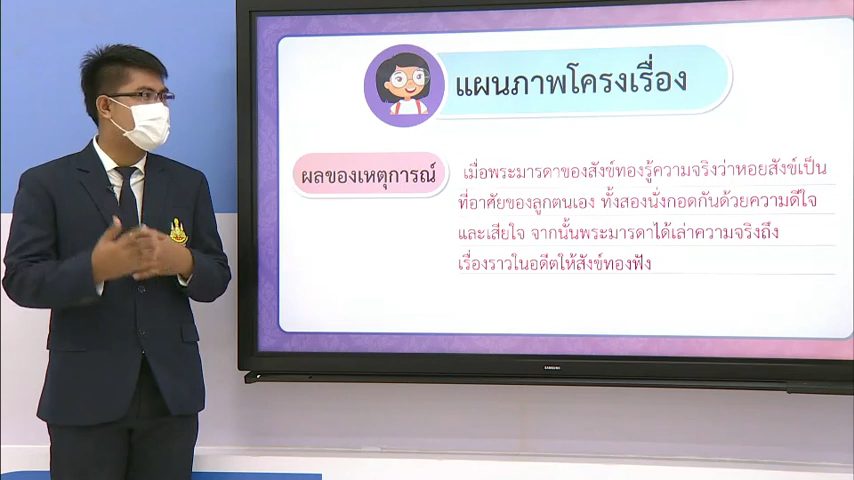 แผนภาพโครงเรื่อง
ผลของเหตุการณ์
เมื่อพระมารดาของสังข์ทองรู้ความจริงว่าหอยสังข์เป็น
ที่อาศัยของลูกตนเอง ทั้งสองนั่งกอดกันด้วยความดีใจ
และเสียใจ จากนั้นพระมารดาได้เล่าความจริงถึง
เรื่องราวในอดีตให้สังข์ทองฟัง
SAMSUNG